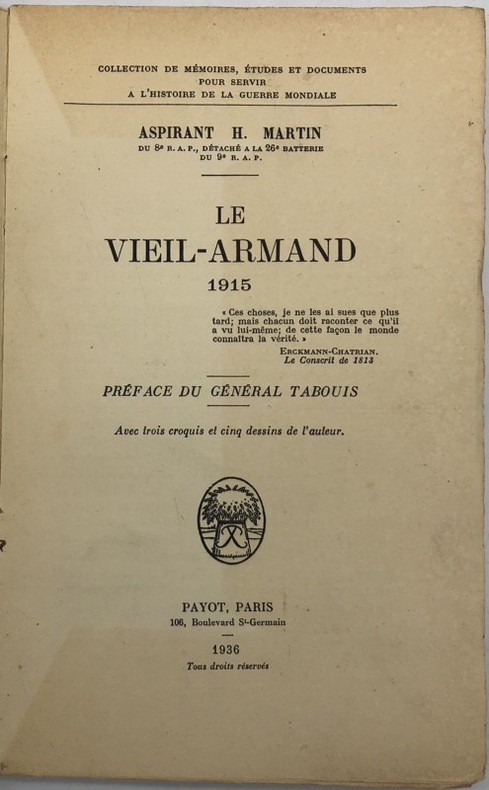 COLLECTION DE MÉMOIRES, ÉTUDES ET DOCUMENTS
POUR SERVIR
A L'HISTOIRE DE LA GUERRE MONDIALE
ASPIRANT H. MARTIN
DU 8e R. A. P., DÉTACHÉ A LA 26e BATTERIE
DU 9e R. A. P.
LE
VIEIL-ARMAND
1915
« Ces choses, je ne les ai sues que plus
tard; mais chacun doit raconter ce qu'il
a vu lui-même; de cette façon le monde
connaîtra la vérité. »
ERCKMANN-CHATRIAN.
Le Conscrit de 1813
PRÉFACE DU GÉNÉRAL TABOUIS
Avec trois croquis et cinq dessins de l'auteur.
PAYOT, PARIS
106, Boulevard St-Germain
1936
Tous droits réservés